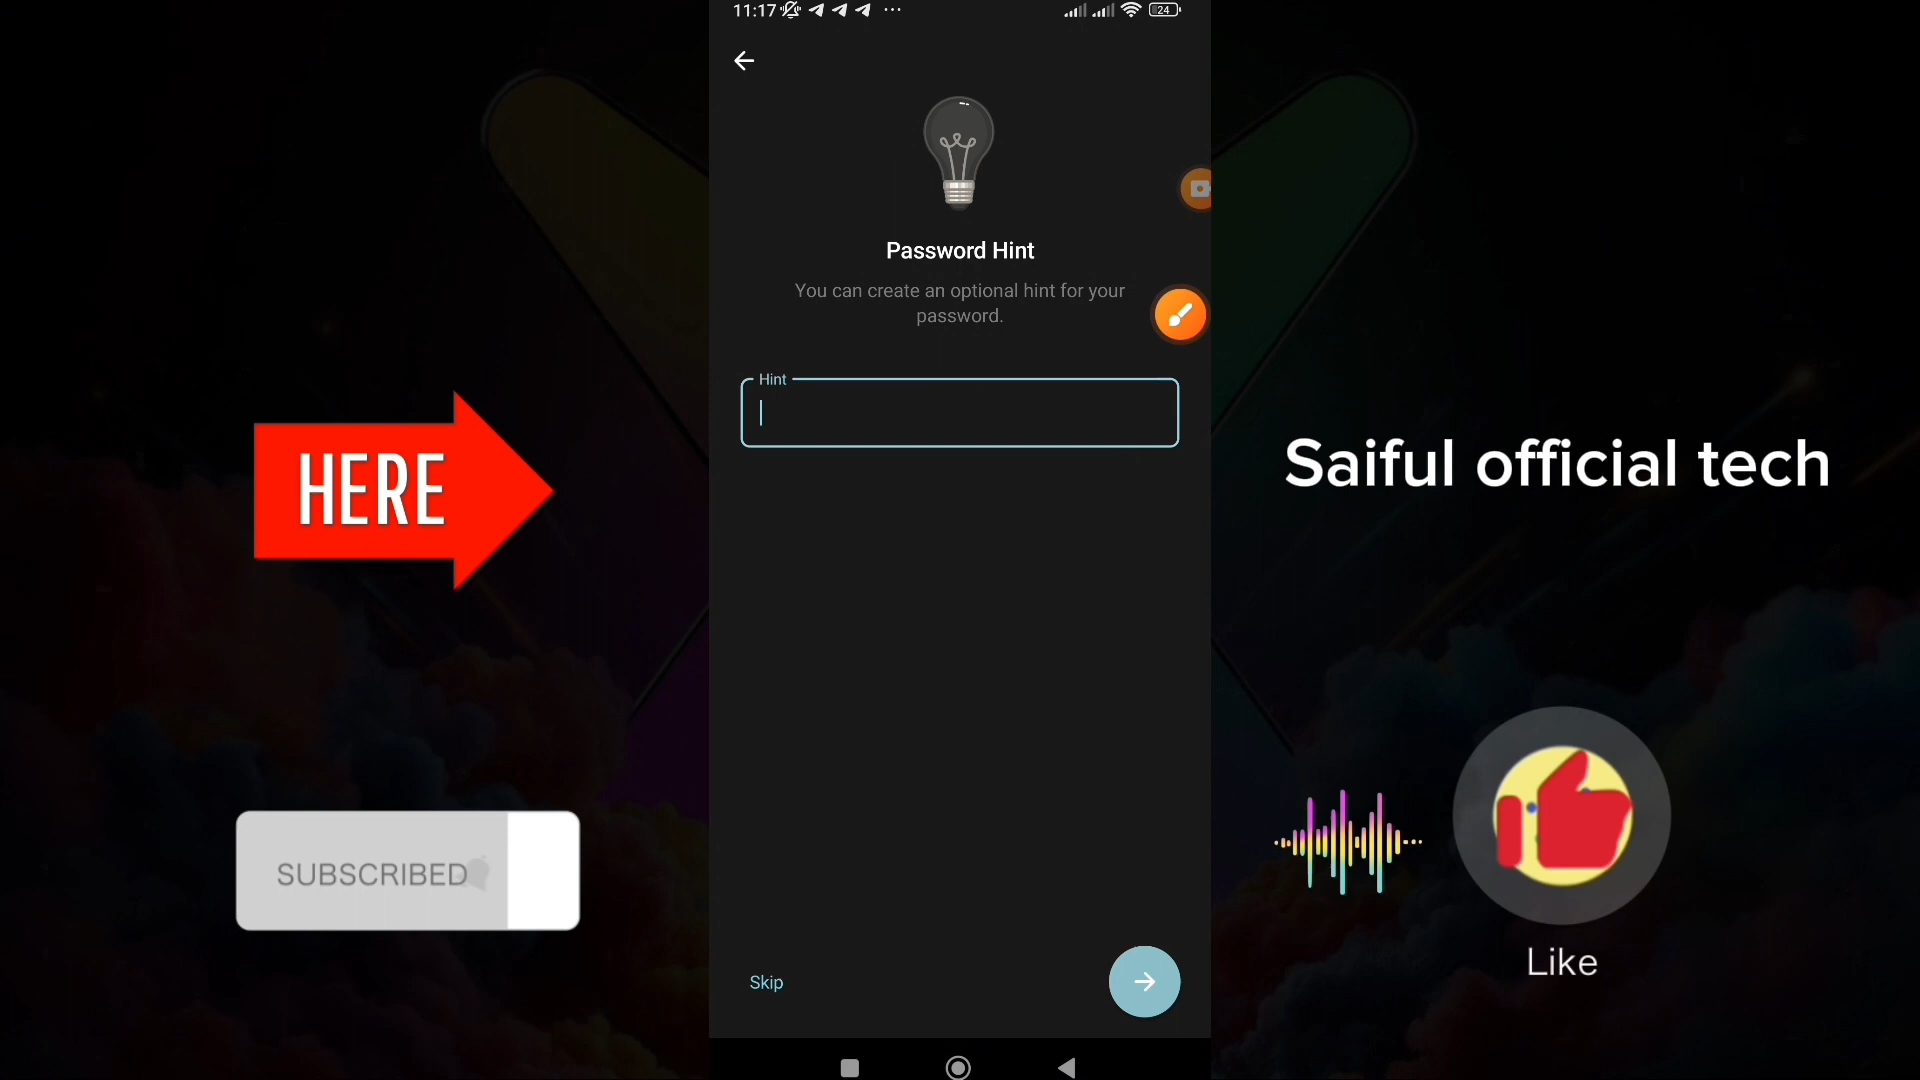 11:17
24
Password Hint
You can create an optional hint for your
password.
Hint
HERE
Saiful official tech
SUBSCRIBED
Like
Skip